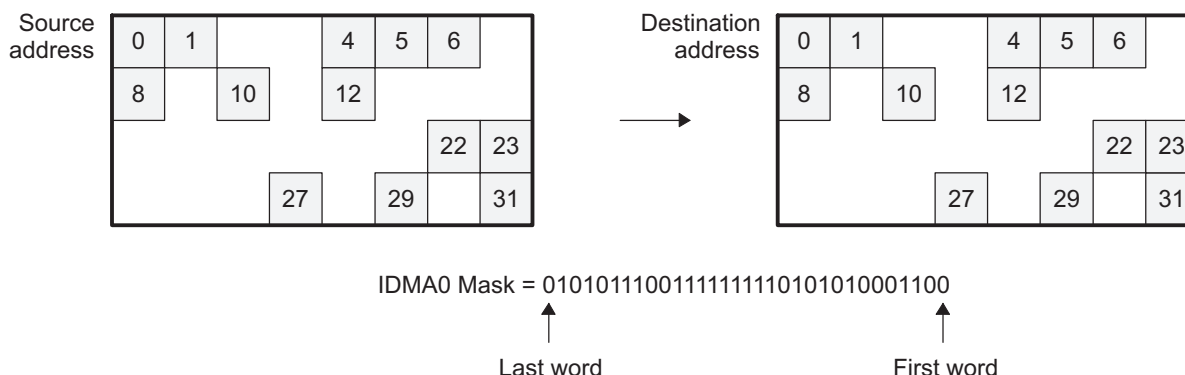 Source address
0 1 4 5 6
8 10 12
22 23
27 29 31
Destination address
0 1 4 5 6
8 10 12
22 23
27 29 31
IDMA0 Mask = 01010111001111111110101010001100
Last word
First word